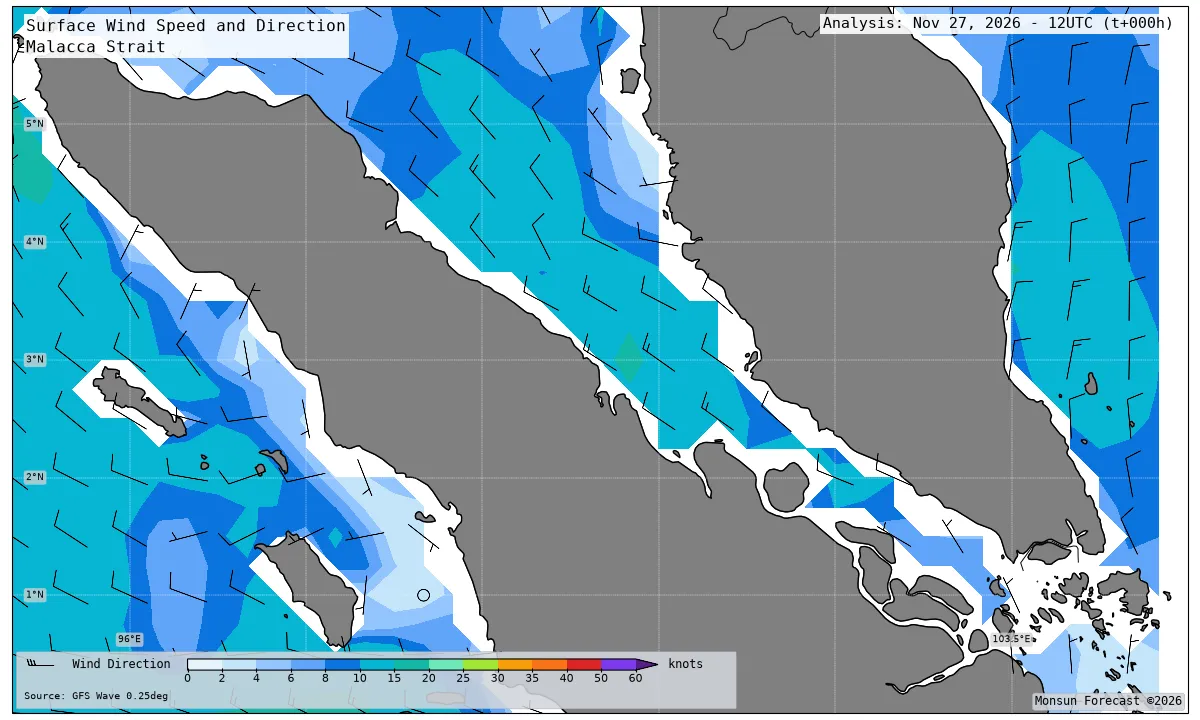 Surface Wind Speed and Direction
Malacca Strait
Analysis: Nov 27, 2026 - 12UTC (t+000h)
5°N
4°N
3°N
2°N
1°N
96°E
103.5°E
Wind Direction
0 2 4 6 8 10 12 15 20 25 30 35 40 50 60
knots
Source: GFS Wave 0.25deg
Monsun Forecast ©2026